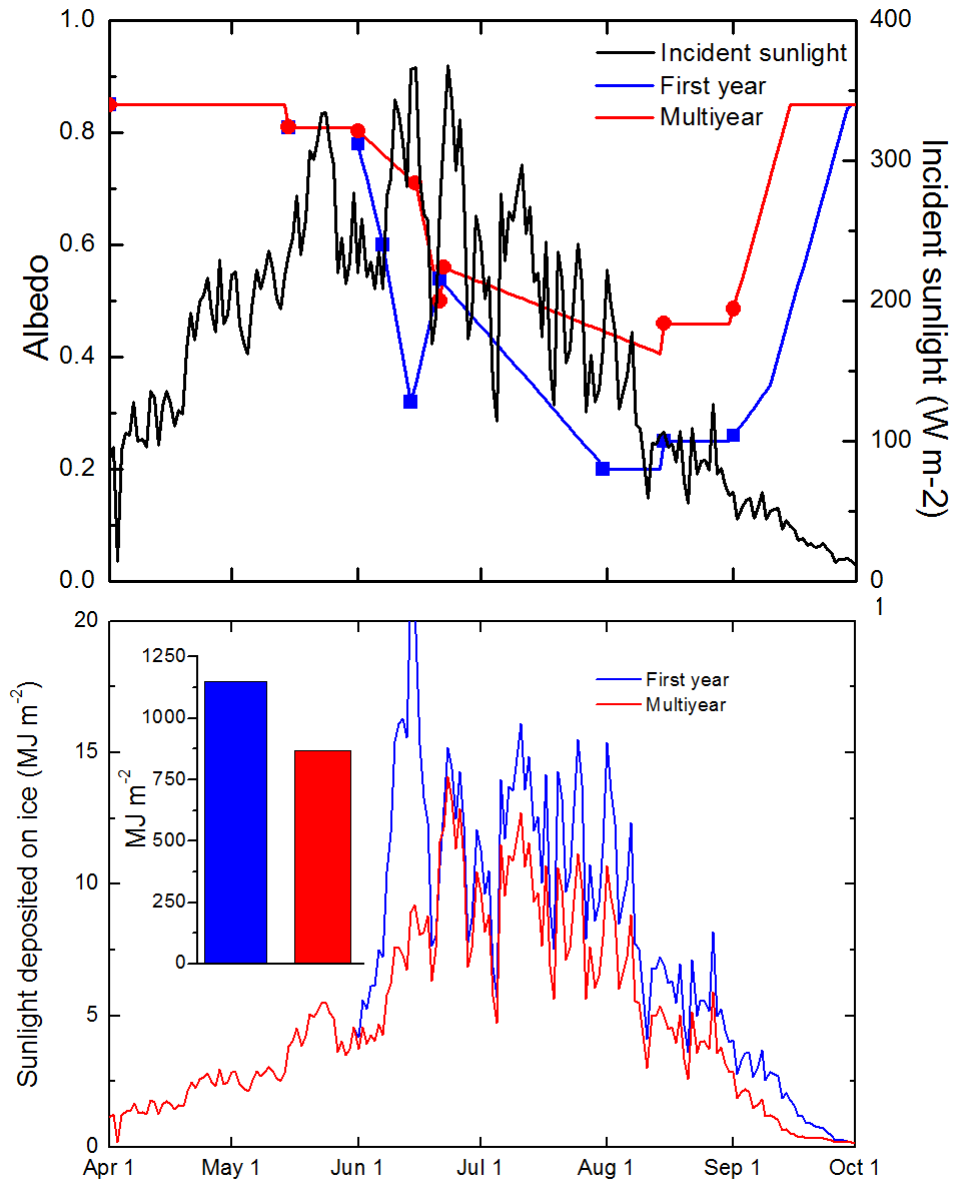 1.0
0.8
0.6
0.4
0.2
0.0
Albedo
Incident sunlight
First year
Multiyear
400
300
200
100
0
Incident sunlight (W m-2)
1
20
15
10
5
0
Sunlight deposited on ice (MJ m-2)
1250
1000
750
500
250
0
MJ m-2
First year
Multiyear
Apr 1 May 1 Jun 1 Jul 1 Aug 1 Sep 1 Oct 1